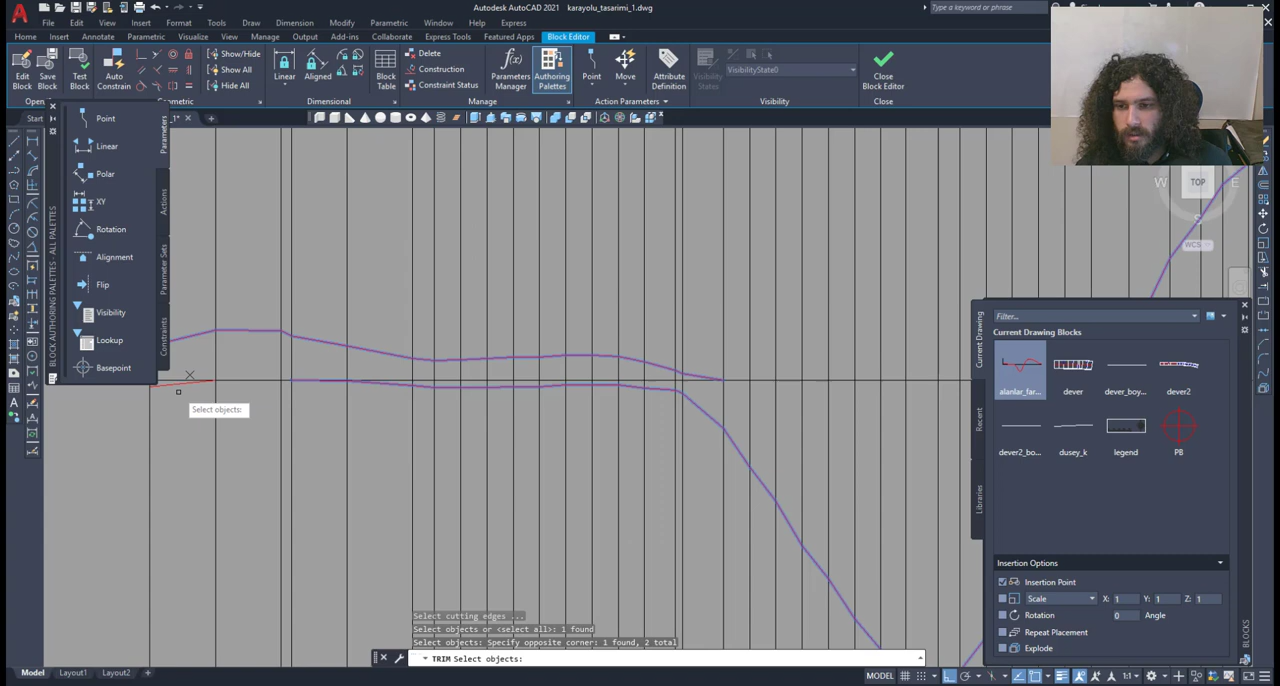 Autodesk AutoCAD 2021 karayolu_tasarimi_1.dwg
Type a keyword or phrase
File Edit View Insert Format Tools Draw Dimension Modify Parametric Window Help Express
Home Insert Annotate Parametric Visualize View Manage Output Add-ins Collaborate Express Tools Featured Apps Block Editor
Edit Block
Save Block
Test Block
Auto Constrain
Show/Hide
Show All
Hide All
Linear
Aligned
Block Table
Delete
Construction
Constraint Status
Parameters Manager
Authoring Palettes
Point
Move
Attribute Definition
Visibility States
VisibilityState0
Close Block Editor
Geometric
Dimensional
Manage
Action Parameters
Visibility
Close
Start
BLOCK AUTHORING PALETTES - ALL PALETTES
Point
Linear
Polar
XY
Rotation
Alignment
Flip
Visibility
Lookup
Basepoint
Parameters
Actions
Parameter Sets
Constraints
W
TOP
E
S
WCS
Select objects:
Filter...
Current Drawing Blocks
alanlar_far...
dever
dever_boy...
dever2
dever2_bo...
dusey_k
legend
PB
Current Drawing
Recent
Libraries
BLOCKS
Insertion Options
Insertion Point
Scale X: 1 Y: 1 Z: 1
Rotation 0 Angle
Repeat Placement
Explode
Select cutting edges ...
Select objects or <select all>: 1 found
Select objects: Specify opposite corner: 1 found, 2 total
TRIM Select objects:
Model Layout1 Layout2 +
MODEL
1:1